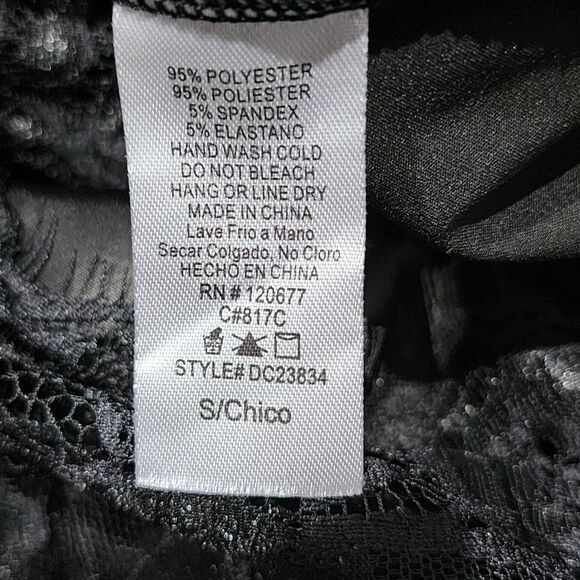 95% POLYESTER
95% POLIESTER
5% SPANDEX
5% ELASTANO
HAND WASH COLD
DO NOT BLEACH
HANG OR LINE DRY
MADE IN CHINA
Lave Frio a Mano
Secar Colgado, No Cloro
HECHO EN CHINA
RN # 120677
C#817C
STYLE# DC23834
S/Chico